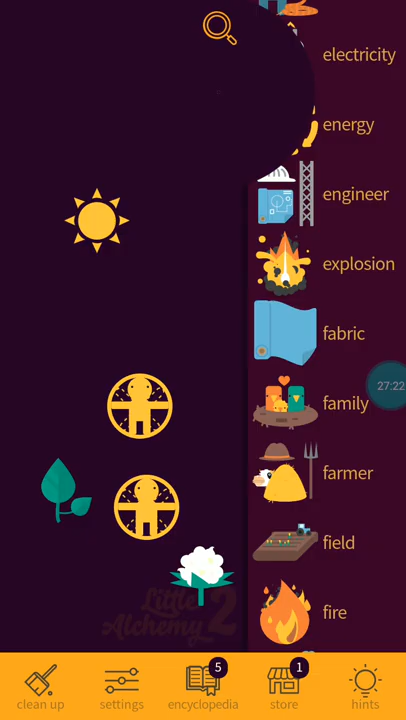 electricity
energy
engineer
explosion
fabric
27:22
family
farmer
field
fire
Little
Alchemy 2
5
1
clean up
settings
encyclopedia
store
hints